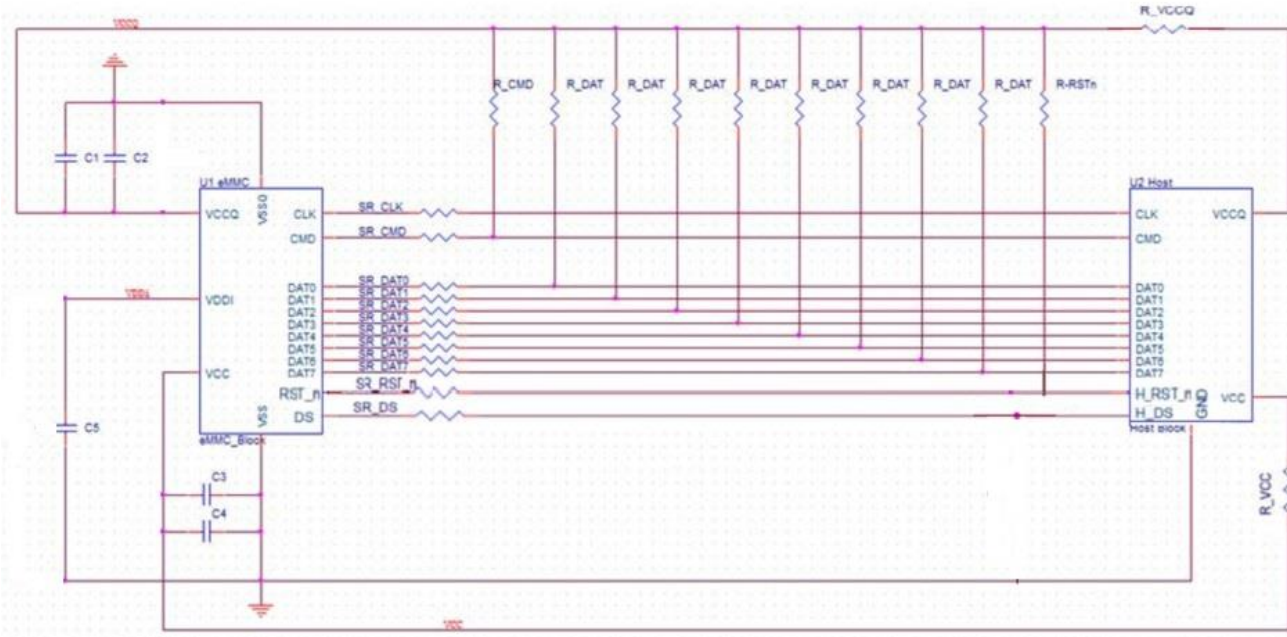 R_VCCQ
VCCQ
R_CMD R_DAT R_DAT R_DAT R_DAT R_DAT R_DAT R_DAT R_DAT R-RSTn
C1 C2
U1 eMMC
U2 Host
VCCQ VSSQ CLK SR_CLK
CLK VCCQ
CMD SR_CMD
CMD
DAT0 SR_DAT0
DAT0
DAT1 SR_DAT1
DAT1
VDDI
DAT2 SR_DAT2
DAT2
DAT3 SR_DAT3
DAT3
DAT4 SR_DAT4
DAT4
DAT5 SR_DAT5
DAT5
DAT6 SR_DAT6
DAT6
VCC DAT7 SR_DAT7
DAT7
RST_n SR_RST_n
H_RST_n GND VCC
VSS DS SR_DS
H_DS
C5
eMMC_Block
Host Block
C3
R_VCC
C4
VCC